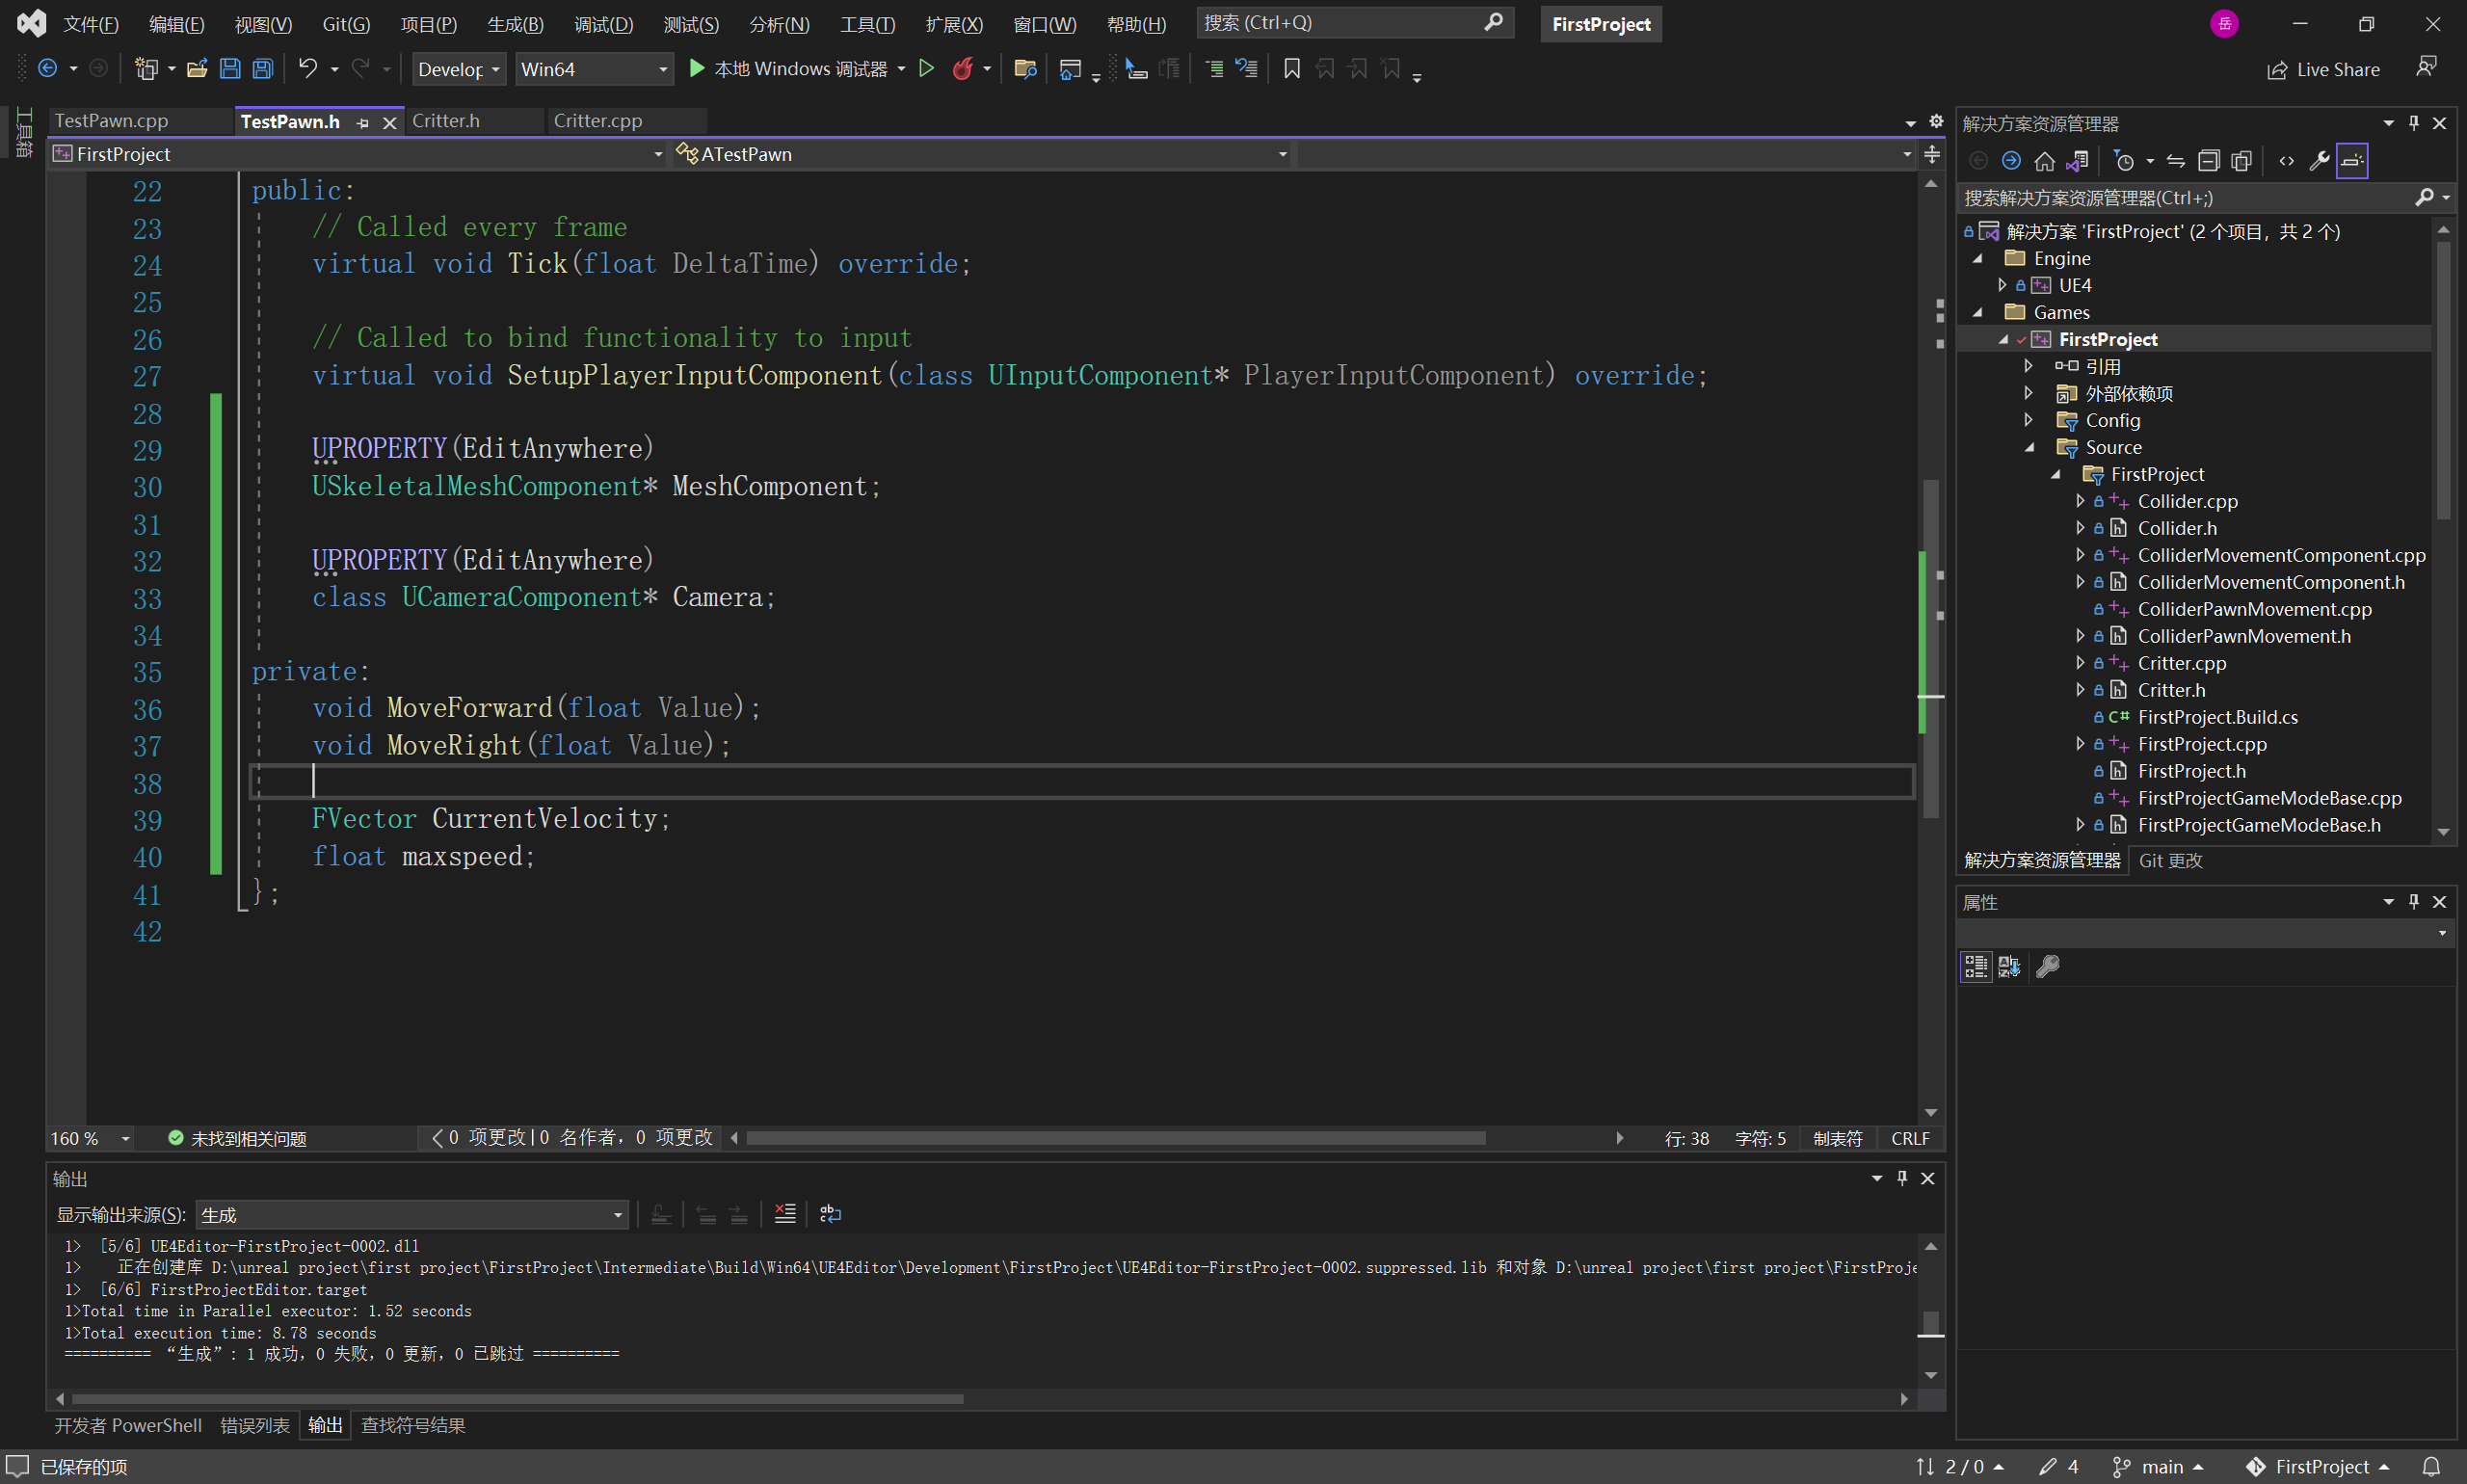 文件(F) 编辑(E) 视图(V) Git(G) 项目(P) 生成(B) 调试(D) 测试(S) 分析(N) 工具(T) 扩展(X) 窗口(W) 帮助(H) 搜索 (Ctrl+Q) FirstProject 岳
Develop Win64 本地 Windows 调试器 Live Share
工具箱
TestPawn.cpp TestPawn.h Critter.h Critter.cpp
FirstProject ATestPawn
22 public:
23 // Called every frame
24 virtual void Tick(float DeltaTime) override;
25
26 // Called to bind functionality to input
27 virtual void SetupPlayerInputComponent(class UInputComponent* PlayerInputComponent) override;
28
29 UPROPERTY(EditAnywhere)
30 USkeletalMeshComponent* MeshComponent;
31
32 UPROPERTY(EditAnywhere)
33 class UCameraComponent* Camera;
34
35 private:
36 void MoveForward(float Value);
37 void MoveRight(float Value);
38
39 FVector CurrentVelocity;
40 float maxspeed;
41 };
42
160 % 未找到相关问题 0 项更改|0 名作者，0 项更改 行: 38 字符: 5 制表符 CRLF
输出
显示输出来源(S): 生成
1> [5/6] UE4Editor-FirstProject-0002.dll
1> 正在创建库 D:\unreal project\first project\FirstProject\Intermediate\Build\Win64\UE4Editor\Development\FirstProject\UE4Editor-FirstProject-0002.suppressed.lib 和对象 D:\unreal project\first project\FirstProje
1> [6/6] FirstProjectEditor.target
1>Total time in Parallel executor: 1.52 seconds
1>Total execution time: 8.78 seconds
========== “生成”: 1 成功，0 失败，0 更新，0 已跳过 ==========
开发者 PowerShell 错误列表 输出 查找符号结果
解决方案资源管理器
搜索解决方案资源管理器(Ctrl+;)
解决方案 'FirstProject' (2 个项目，共 2 个)
Engine
UE4
Games
FirstProject
引用
外部依赖项
Config
Source
FirstProject
Collider.cpp
Collider.h
ColliderMovementComponent.cpp
ColliderMovementComponent.h
ColliderPawnMovement.cpp
ColliderPawnMovement.h
Critter.cpp
Critter.h
FirstProject.Build.cs
FirstProject.cpp
FirstProject.h
FirstProjectGameModeBase.cpp
FirstProjectGameModeBase.h
解决方案资源管理器 Git 更改
属性
已保存的项 2 / 0 4 main FirstProject